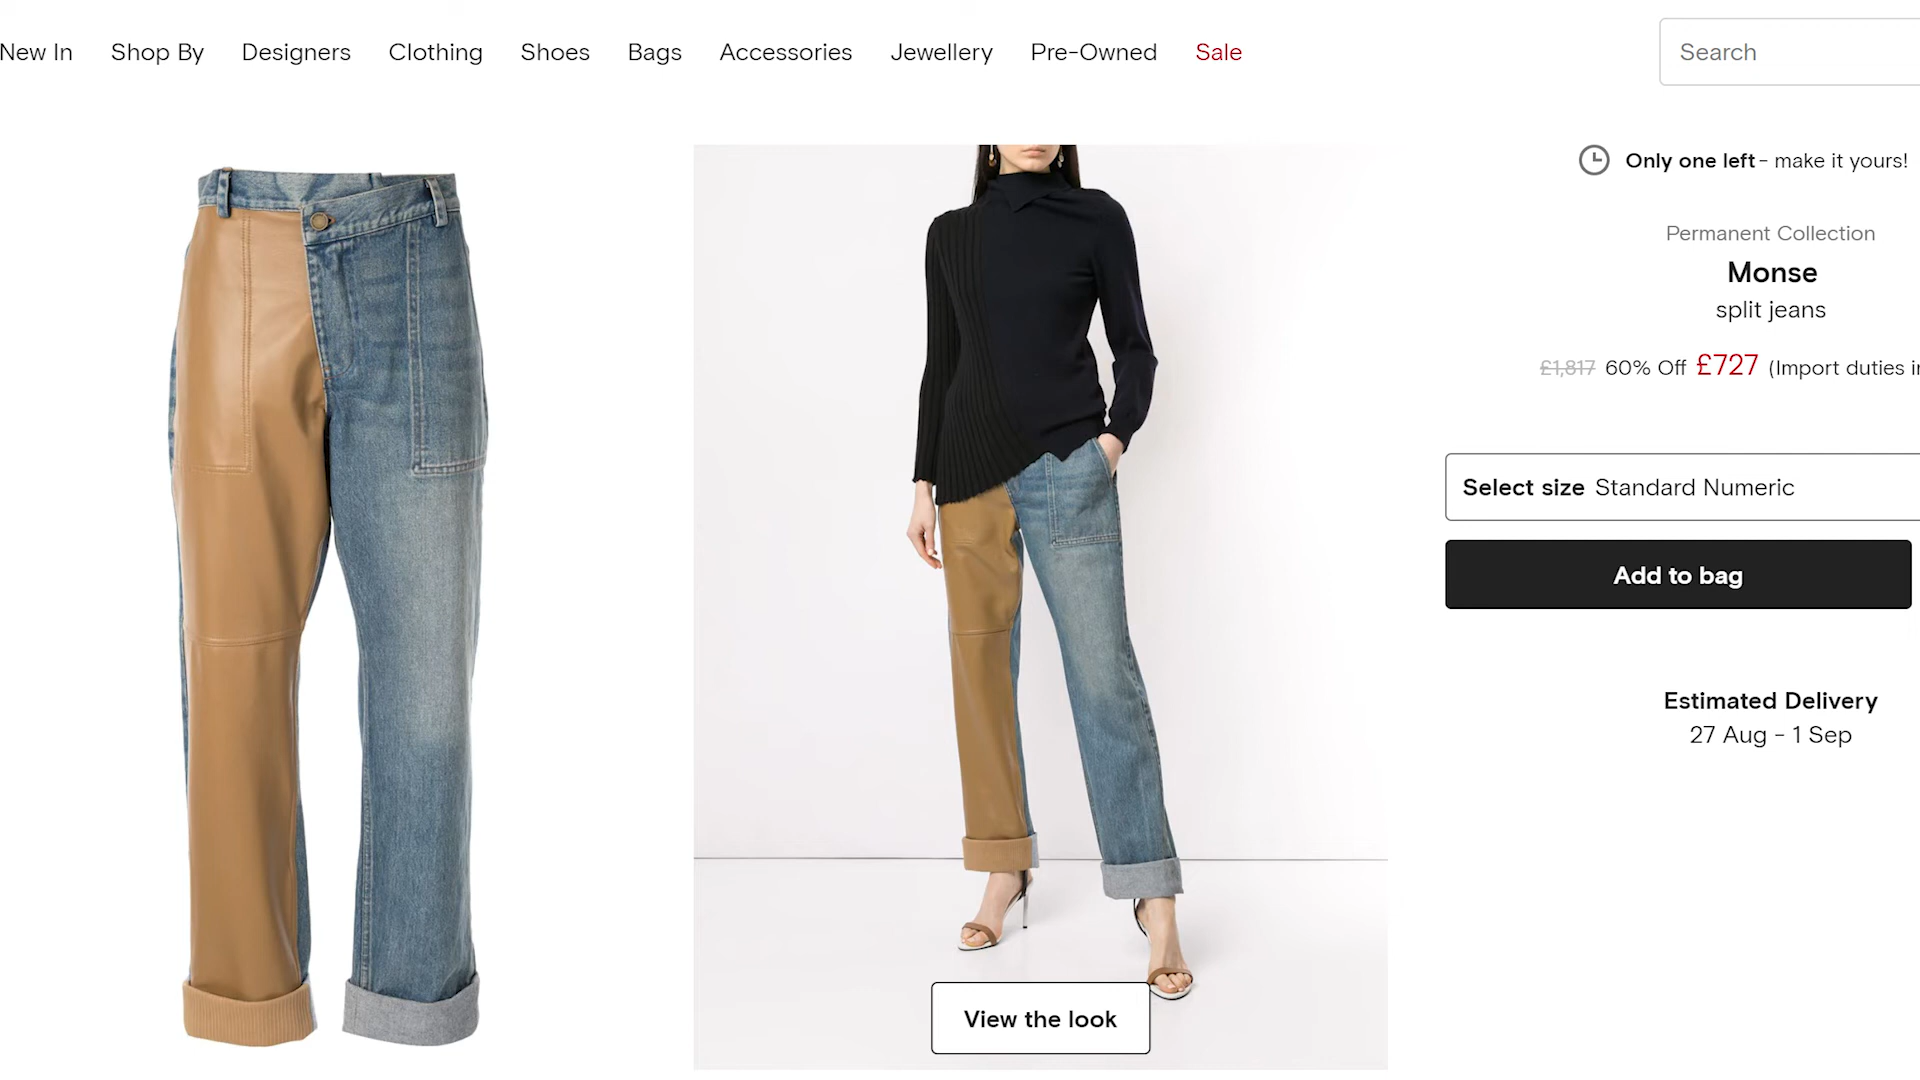 New In Shop By Designers Clothing Shoes Bags Accessories Jewellery Pre-Owned Sale
Search
Only one left - make it yours!
Permanent Collection
Monse
split jeans
£1,817 60% Off £727 (Import duties
Select size Standard Numeric
Add to bag
Estimated Delivery
27 Aug - 1 Sep
View the look